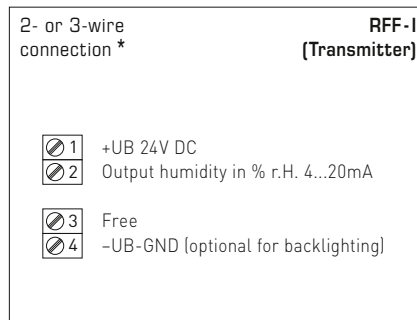 2- or 3-wire
connection *
RFF-I
(Transmitter)
1 +UB 24V DC
2 Output humidity in % r.H. 4...20mA
3 Free
4 –UB-GND (optional for backlighting)